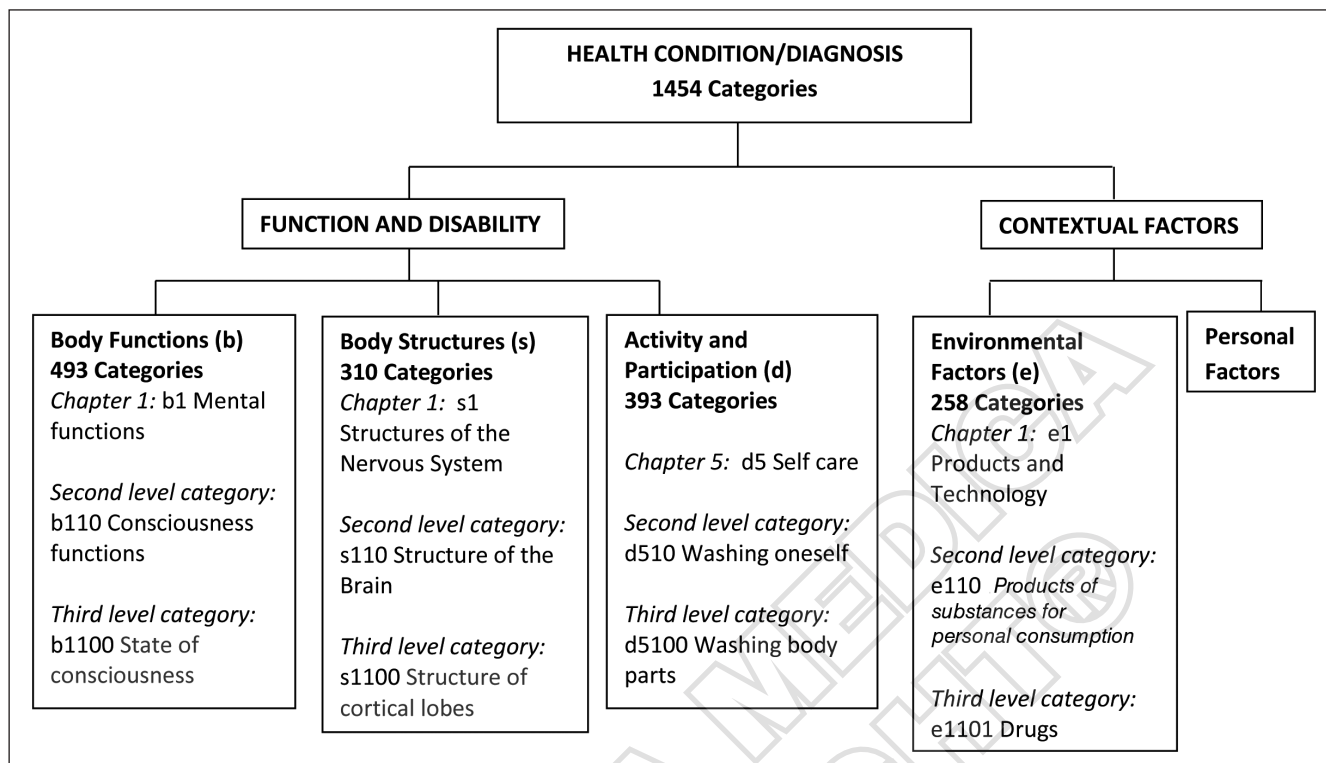 HEALTH CONDITION/DIAGNOSIS
1454 Categories
FUNCTION AND DISABILITY
CONTEXTUAL FACTORS
Body Functions (b)
493 Categories
Chapter 1: b1 Mental
functions
Second level category:
b110 Consciousness
functions
Third level category:
b1100 State of
consciousness
Body Structures (s)
310 Categories
Chapter 1: s1
Structures of the
Nervous System
Second level category:
s110 Structure of the
Brain
Third level category:
s1100 Structure of
cortical lobes
Activity and
Participation (d)
393 Categories
Chapter 5: d5 Self care
Second level category:
d510 Washing oneself
Third level category:
d5100 Washing body
parts
Environmental
Factors (e)
258 Categories
Chapter 1: e1
Products and
Technology
Second level category:
e110 Products of
substances for
personal consumption
Third level category:
e1101 Drugs
Personal
Factors
MEDICA